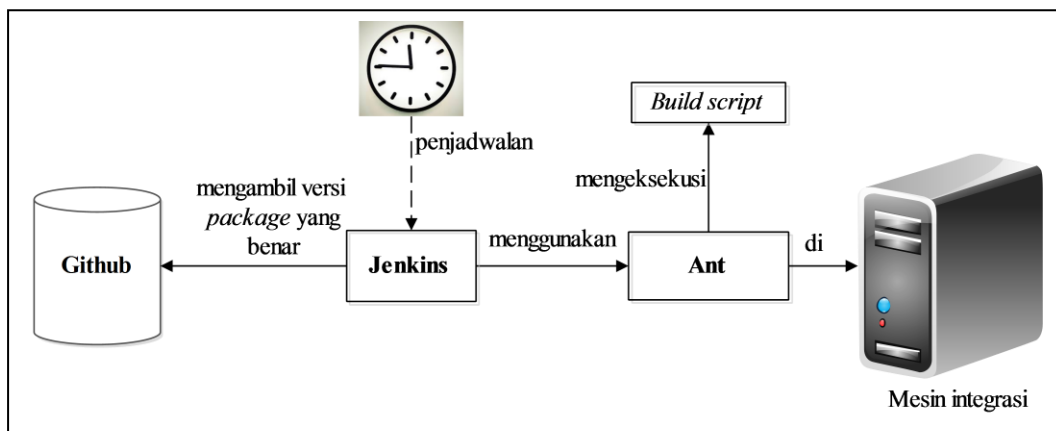 Build script
penjadwalan
mengeksekusi
mengambil versi
package yang
benar
menggunakan
di
Github
Jenkins
Ant
Mesin integrasi